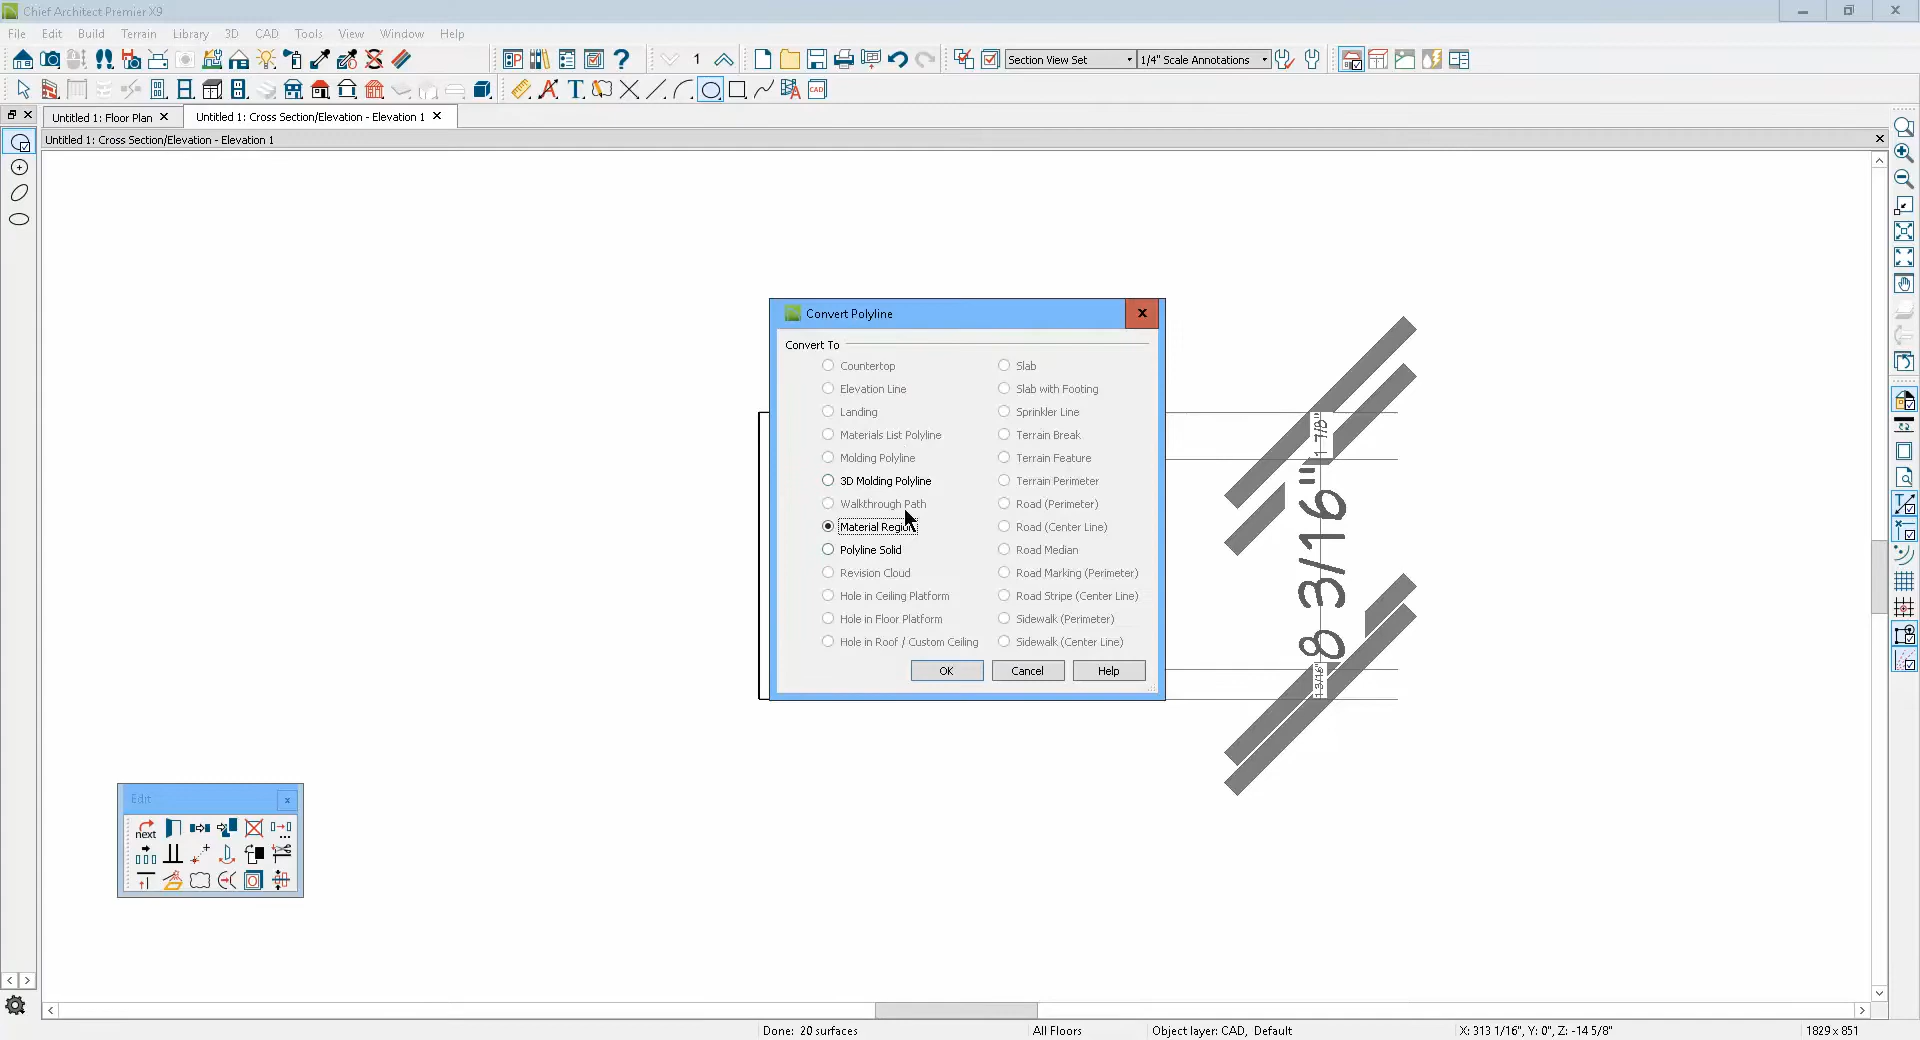 Chief Architect Premier X9
File Edit Build Terrain Library 3D CAD Tools View Window Help
1 Section View Set 1/4" Scale Annotations
CAD
Untitled 1: Floor Plan Untitled 1: Cross Section/Elevation - Elevation 1
Untitled 1: Cross Section/Elevation - Elevation 1
Convert Polyline
Convert To
Countertop Slab
Elevation Line Slab with Footing
Landing Sprinkler Line
Materials List Polyline Terrain Break
Molding Polyline Terrain Feature
3D Molding Polyline Terrain Perimeter
Walkthrough Path Road (Perimeter)
Material Region Road (Center Line)
Polyline Solid Road Median
Revision Cloud Road Marking (Perimeter)
Hole in Ceiling Platform Road Stripe (Center Line)
Hole in Floor Platform Sidewalk (Perimeter)
Hole in Roof / Custom Ceiling Sidewalk (Center Line)
OK Cancel Help
1 7/8"
8 3/16"
1 3/16"
Edit
next
Done: 20 surfaces All Floors Object layer: CAD, Default X: 313 1/16", Y: 0", Z: -14 5/8" 1829 x 851